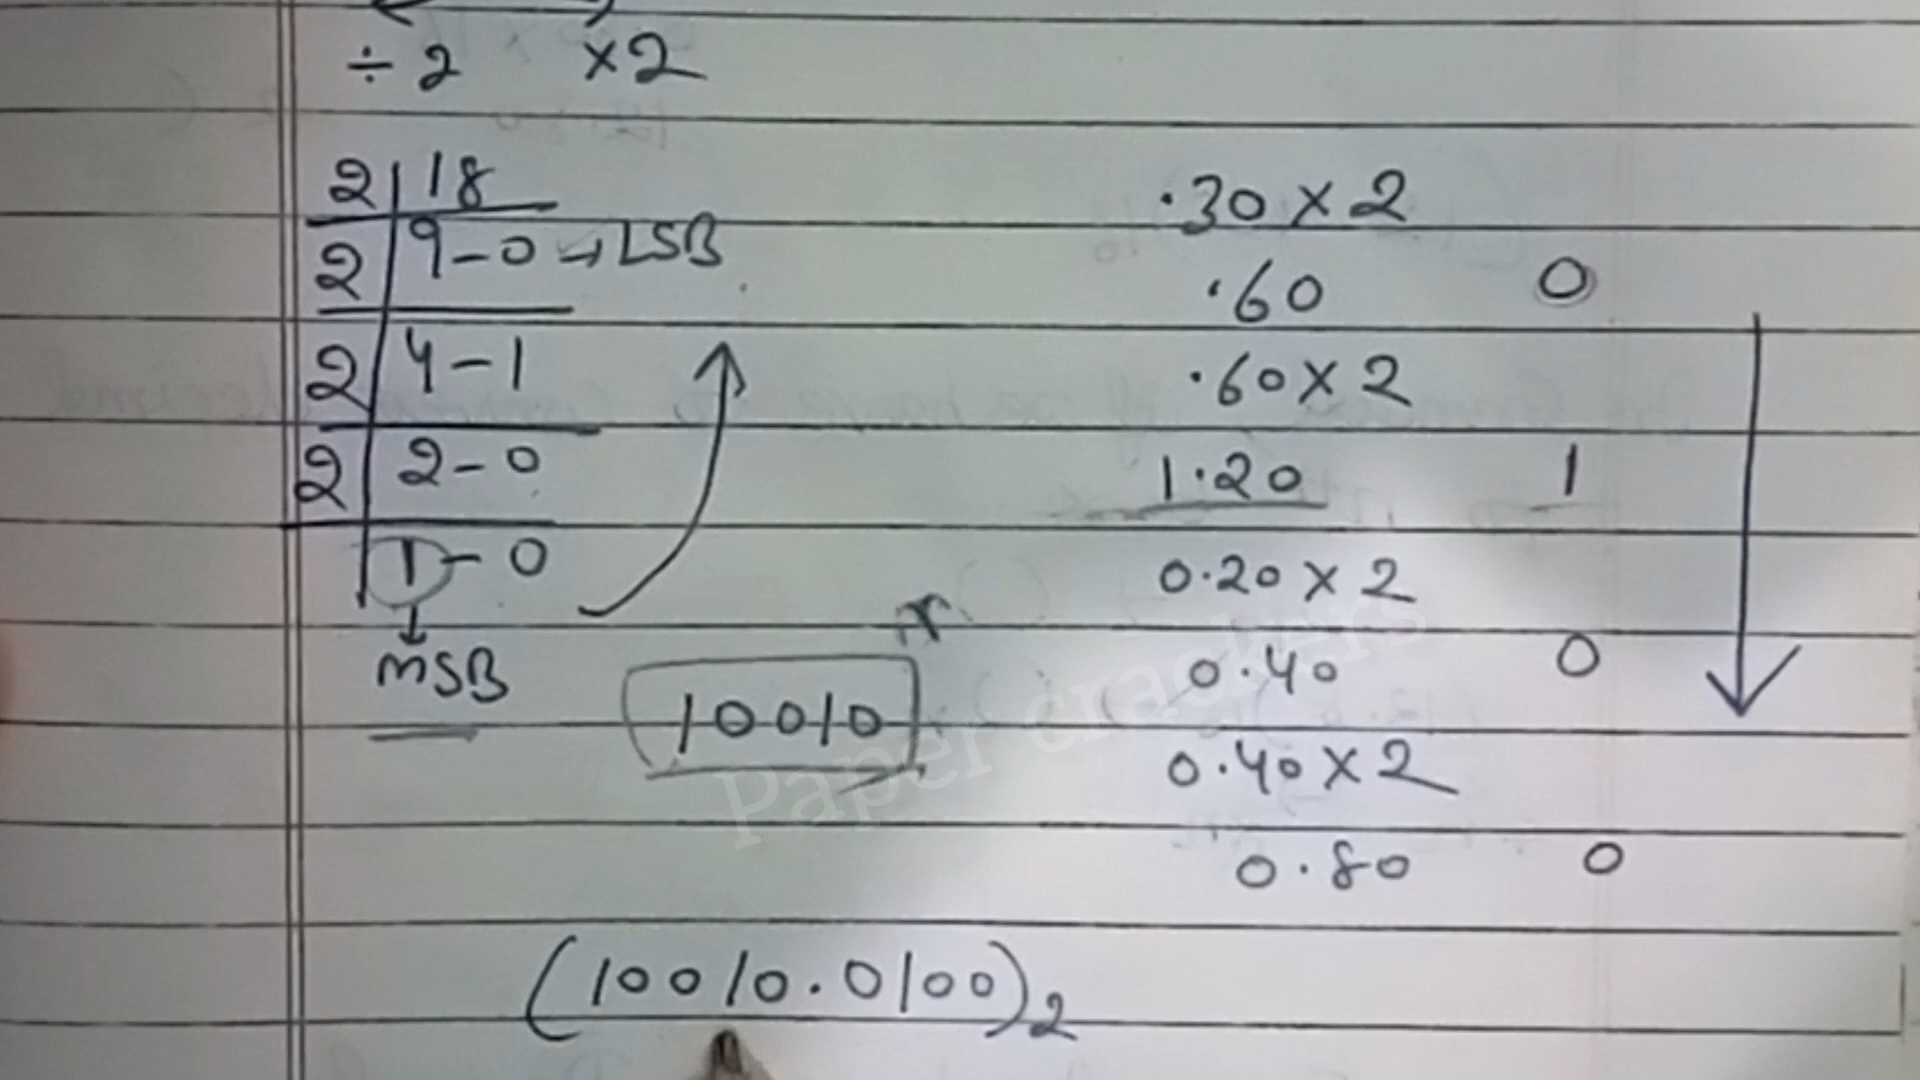 ÷ 2 ×2
2 18
2 9 - 0 → LSB
2 4 - 1
2 2 - 0
1 - 0
MSB
10010
.30 × 2
.60 0
.60 × 2
1.20 1
0.20 × 2
0.40 0
0.40 × 2
0.80 0
(10010.0100)2
Paper crackers